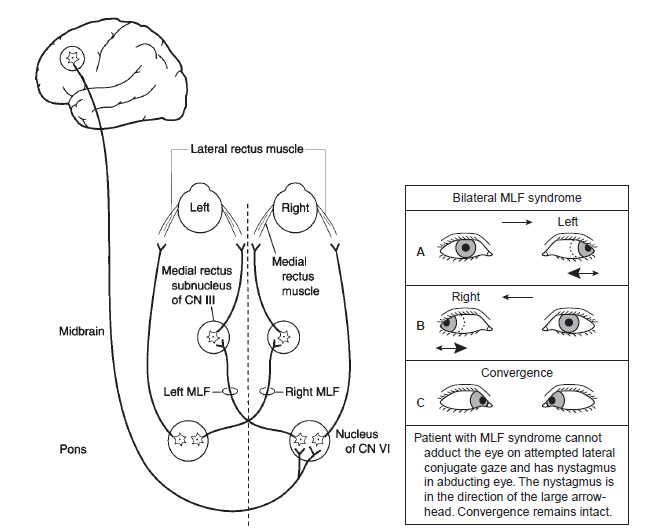 Lateral rectus muscle
Left
Right
Medial rectus
subnucleus
of CN III
Medial
rectus
muscle
Midbrain
Left MLF
Right MLF
Pons
Nucleus
of CN VI
Bilateral MLF syndrome
Left
A
Right
B
Convergence
C
Patient with MLF syndrome cannot
adduct the eye on attempted lateral
conjugate gaze and has nystagmus
in abducting eye. The nystagmus is
in the direction of the large arrow-
head. Convergence remains intact.